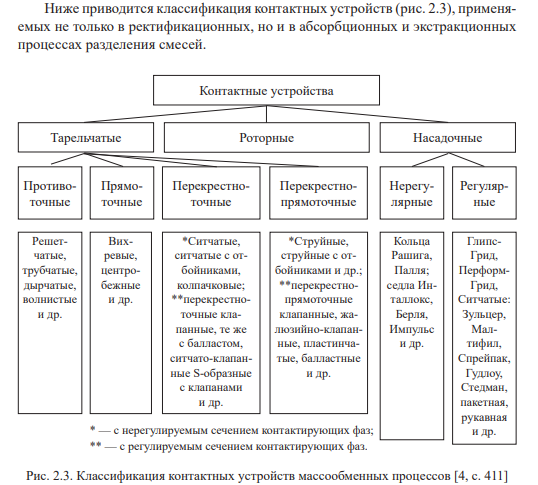 Ниже приводится классификация контактных устройств (рис. 2.3), применя-
емых не только в ректификационных, но и в абсорбционных и экстракционных
процессах разделения смесей.
Контактные устройства
Тарельчатые
Роторные
Насадочные
Противо-
точные
Прямо-
точные
Перекрестно-
точные
Перекрестно-
прямоточные
Нерегу-
лярные
Регуляр-
ные
Решет-
чатые,
трубчатые,
дырчатые,
волнистые
и др.
Вих-
ревые,
центро-
бежные
и др.
*Ситчатые,
ситчатые с от-
бойниками,
колпачковые;
**перекрестно-
точные кла-
панные, те же
с балластом,
ситчато-клапан-
ные S-образные
с клапанами
и др.
*Струйные,
струйные с от-
бойниками и др.;
**перекрестно-
прямоточные
клапанные, жа-
люзийно-клапан-
ные, пластинча-
тые, балластные
и др.
Кольца
Рашига,
Палля;
седла Ин-
таллокс,
Берля,
Импульс
и др.
Глипс-
Грид,
Перформ-
Грид,
Ситчатые:
Зульцер,
Мал-
тифил,
Спрейпак,
Гудлоу,
Стедман,
пакетная,
рукавная
и др.
* — с нерегулируемым сечением контактирующих фаз;
** — с регулируемым сечением контактирующих фаз.
Рис. 2.3. Классификация контактных устройств массообменных процессов [4, с. 411]